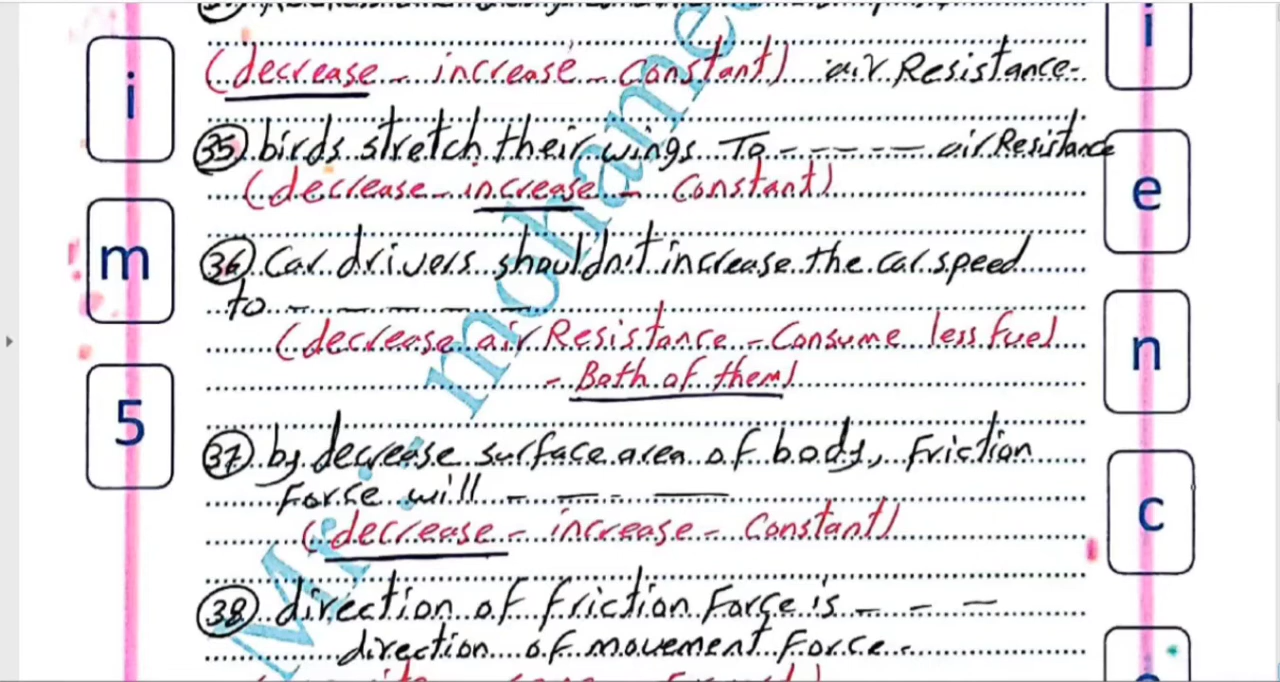 (decrease - increase - constant) air Resistance-
35 birds stretch their wings To ----- air Resistance
(decrease - increase - constant)
36 Car drivers shouldn't increase the car speed
to - - - - -
(decrease air Resistance - Consume less fuel
- Both of them)
37 by decrease surface area of body, Friction
Force will - - - -
(decrease - increase - Constant)
38 direction of friction Force is - - -
direction of movement Force -
i
m
5
i
e
n
c
Mr. mohamed